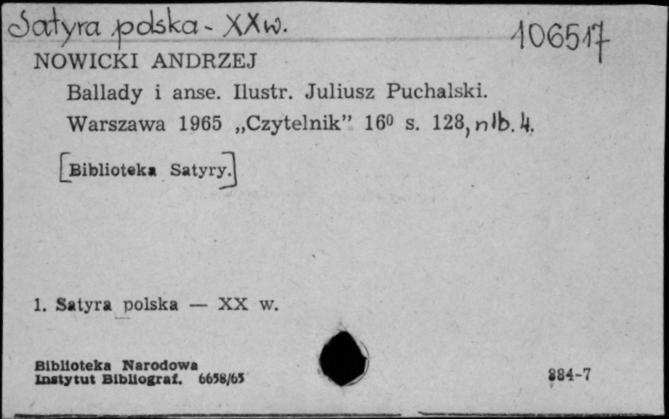 Satyra polska - XXw.
106517
NOWICKI ANDRZEJ
Ballady i anse. Ilustr. Juliusz Puchalski.
Warszawa 1965 „Czytelnik” 16⁰ s. 128, nlb. 4.
[Biblioteka Satyry.]
1. Satyra polska — XX w.
Biblioteka Narodowa
Instytut Bibliograf. 6658/65
884-7